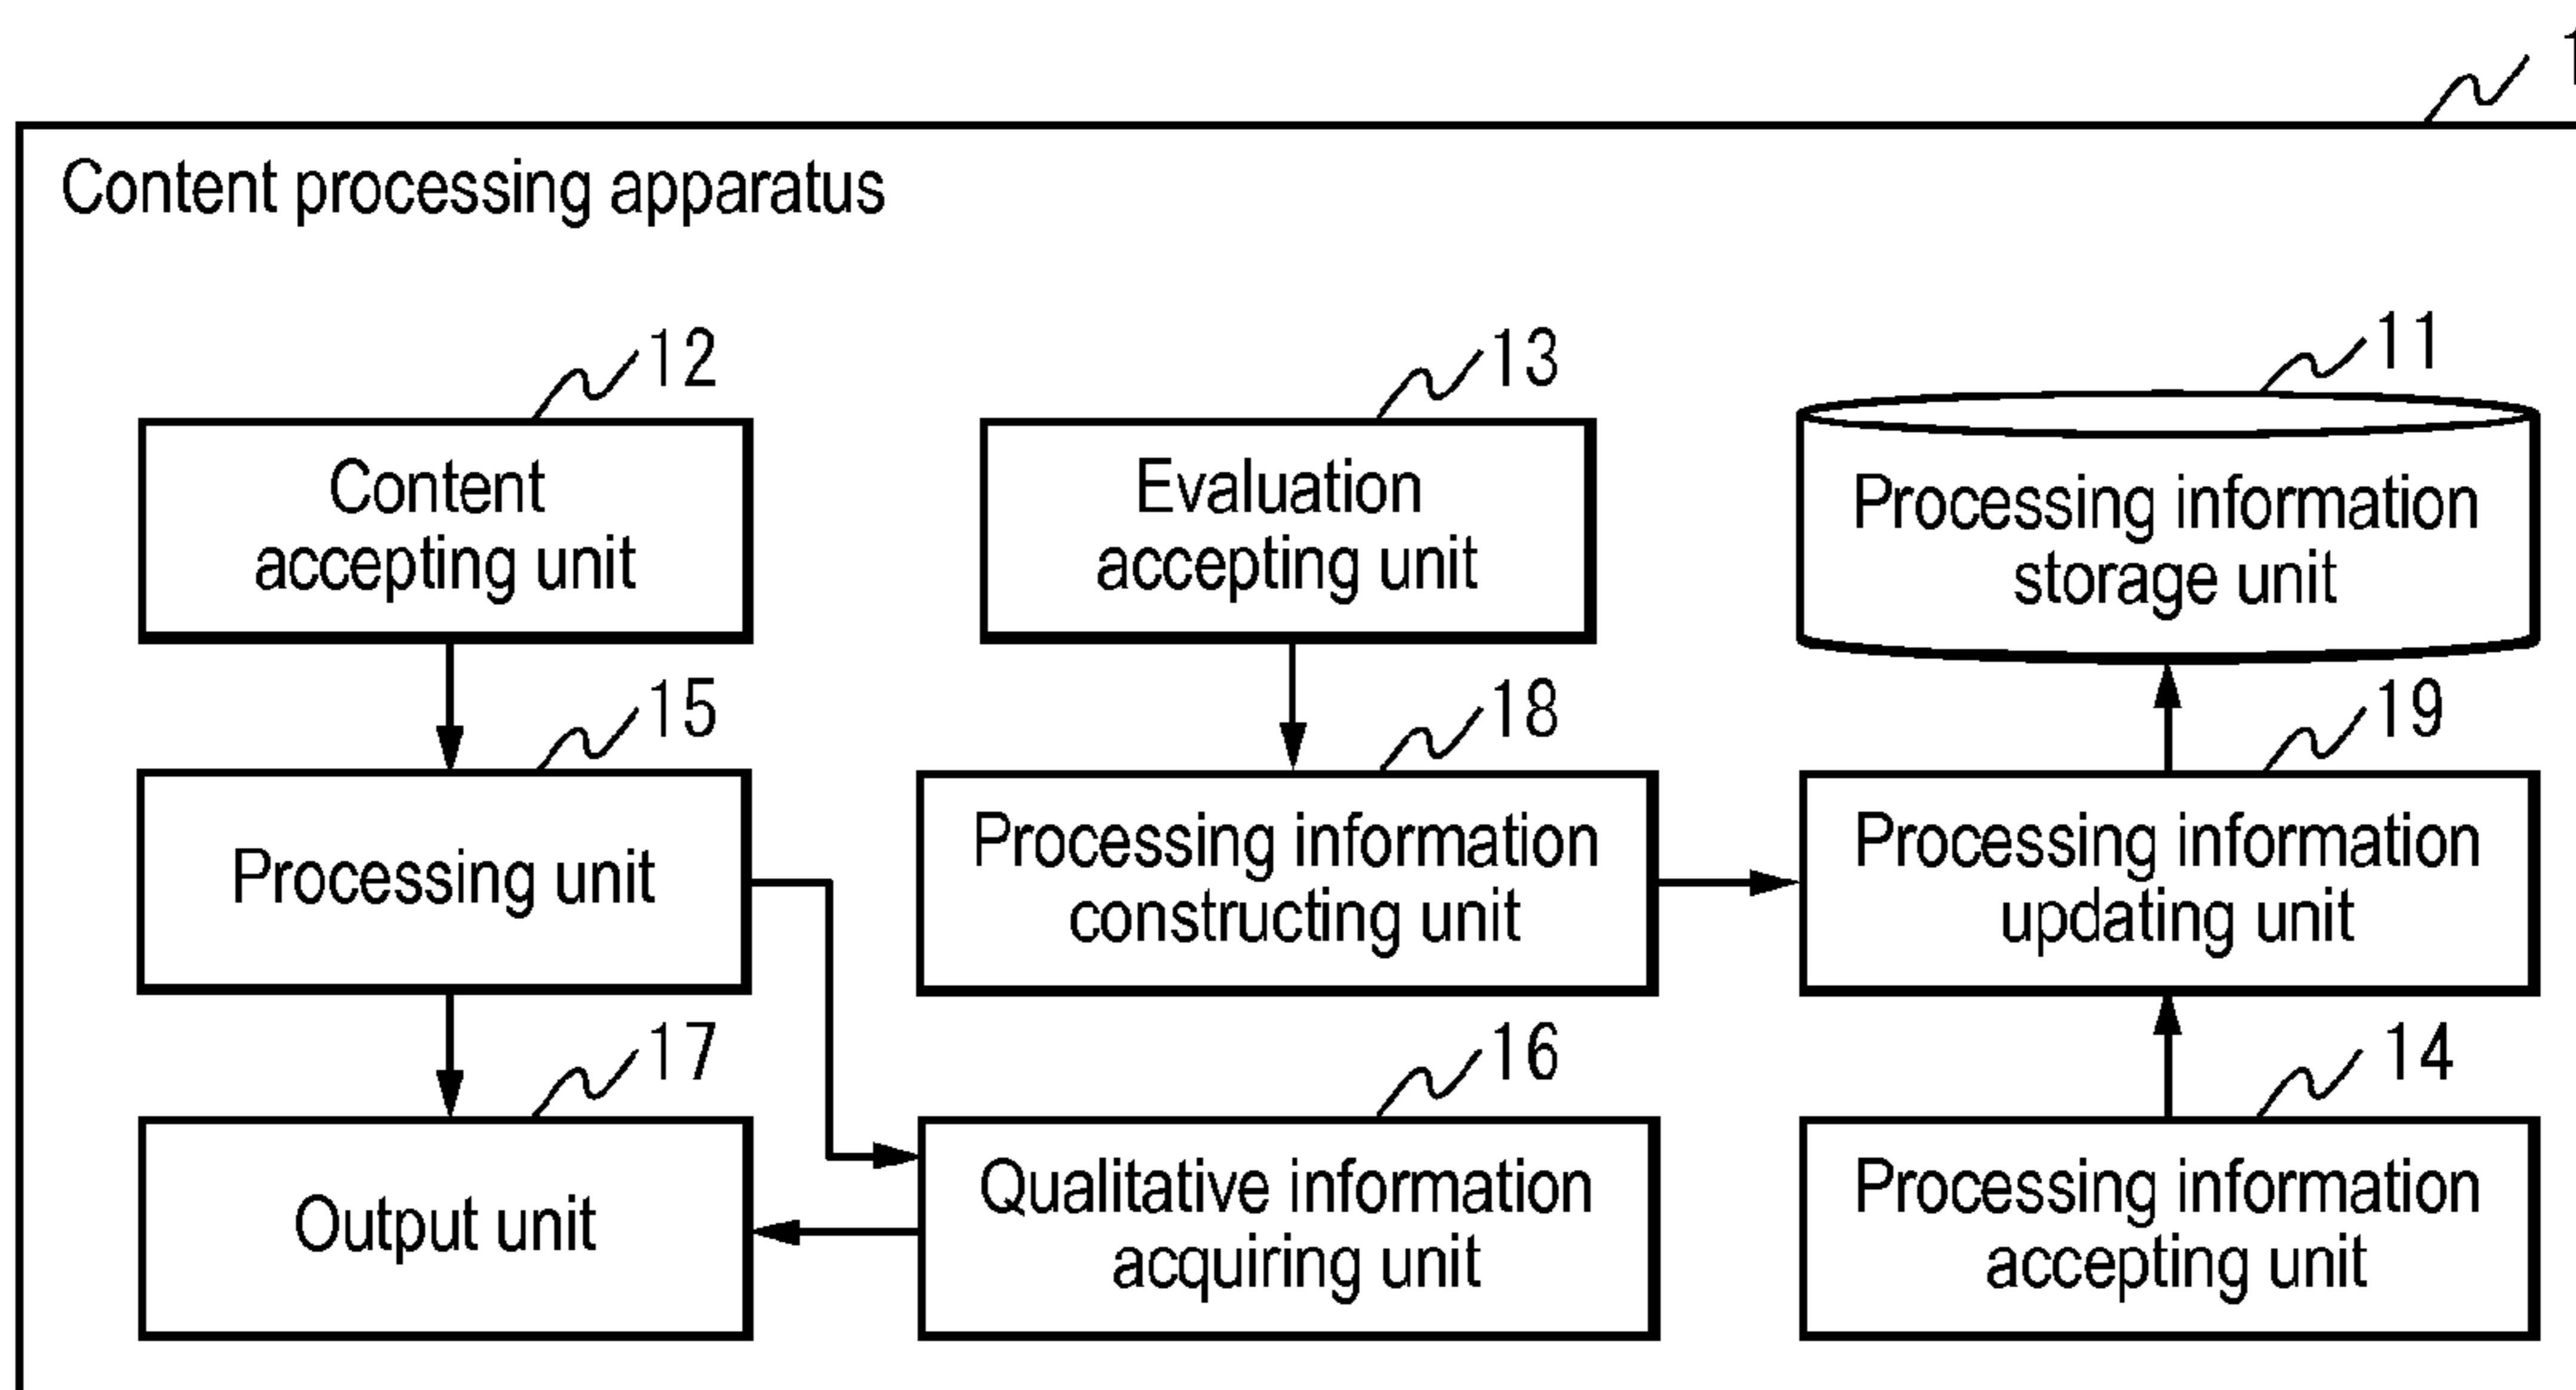 1
Content processing apparatus
12
13
11
Content
accepting unit
Evaluation
accepting unit
Processing information
storage unit
15
18
19
Processing unit
Processing information
constructing unit
Processing information
updating unit
17
16
14
Output unit
Qualitative information
acquiring unit
Processing information
accepting unit